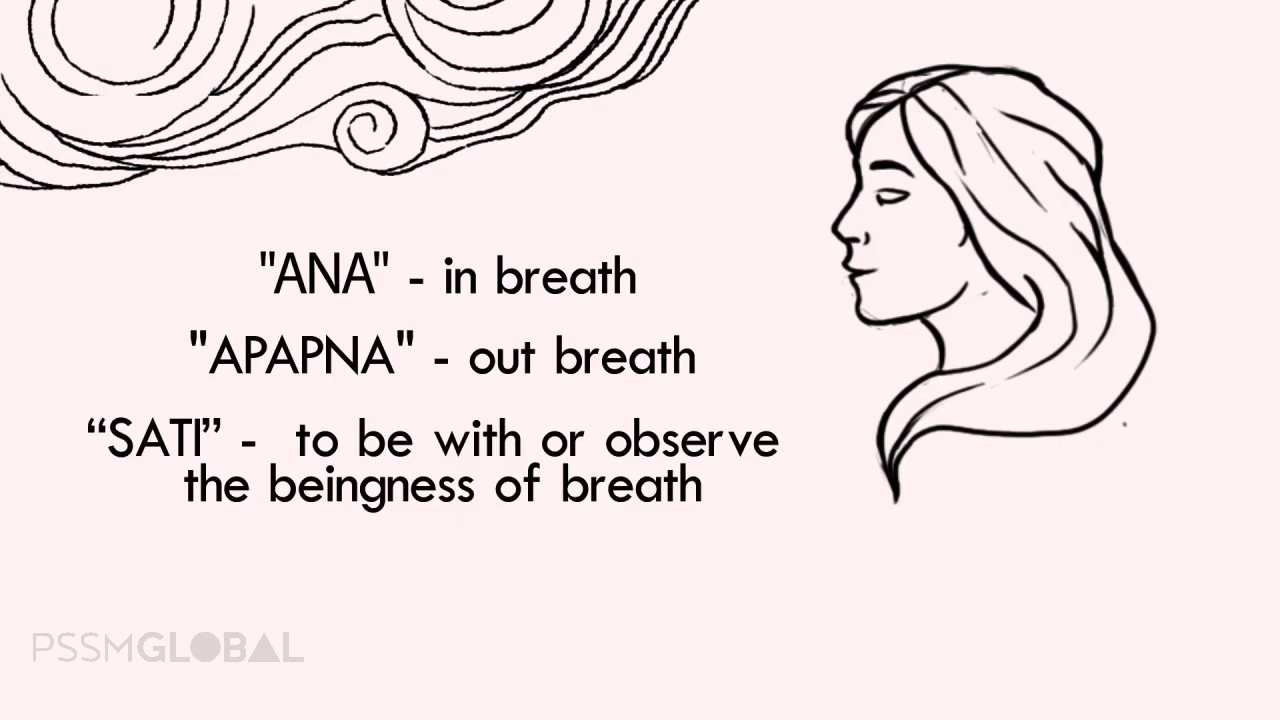 "ANA" - in breath
"APAPNA" - out breath
“SATI” - to be with or observe
the beingness of breath
PSSMGLOBAL